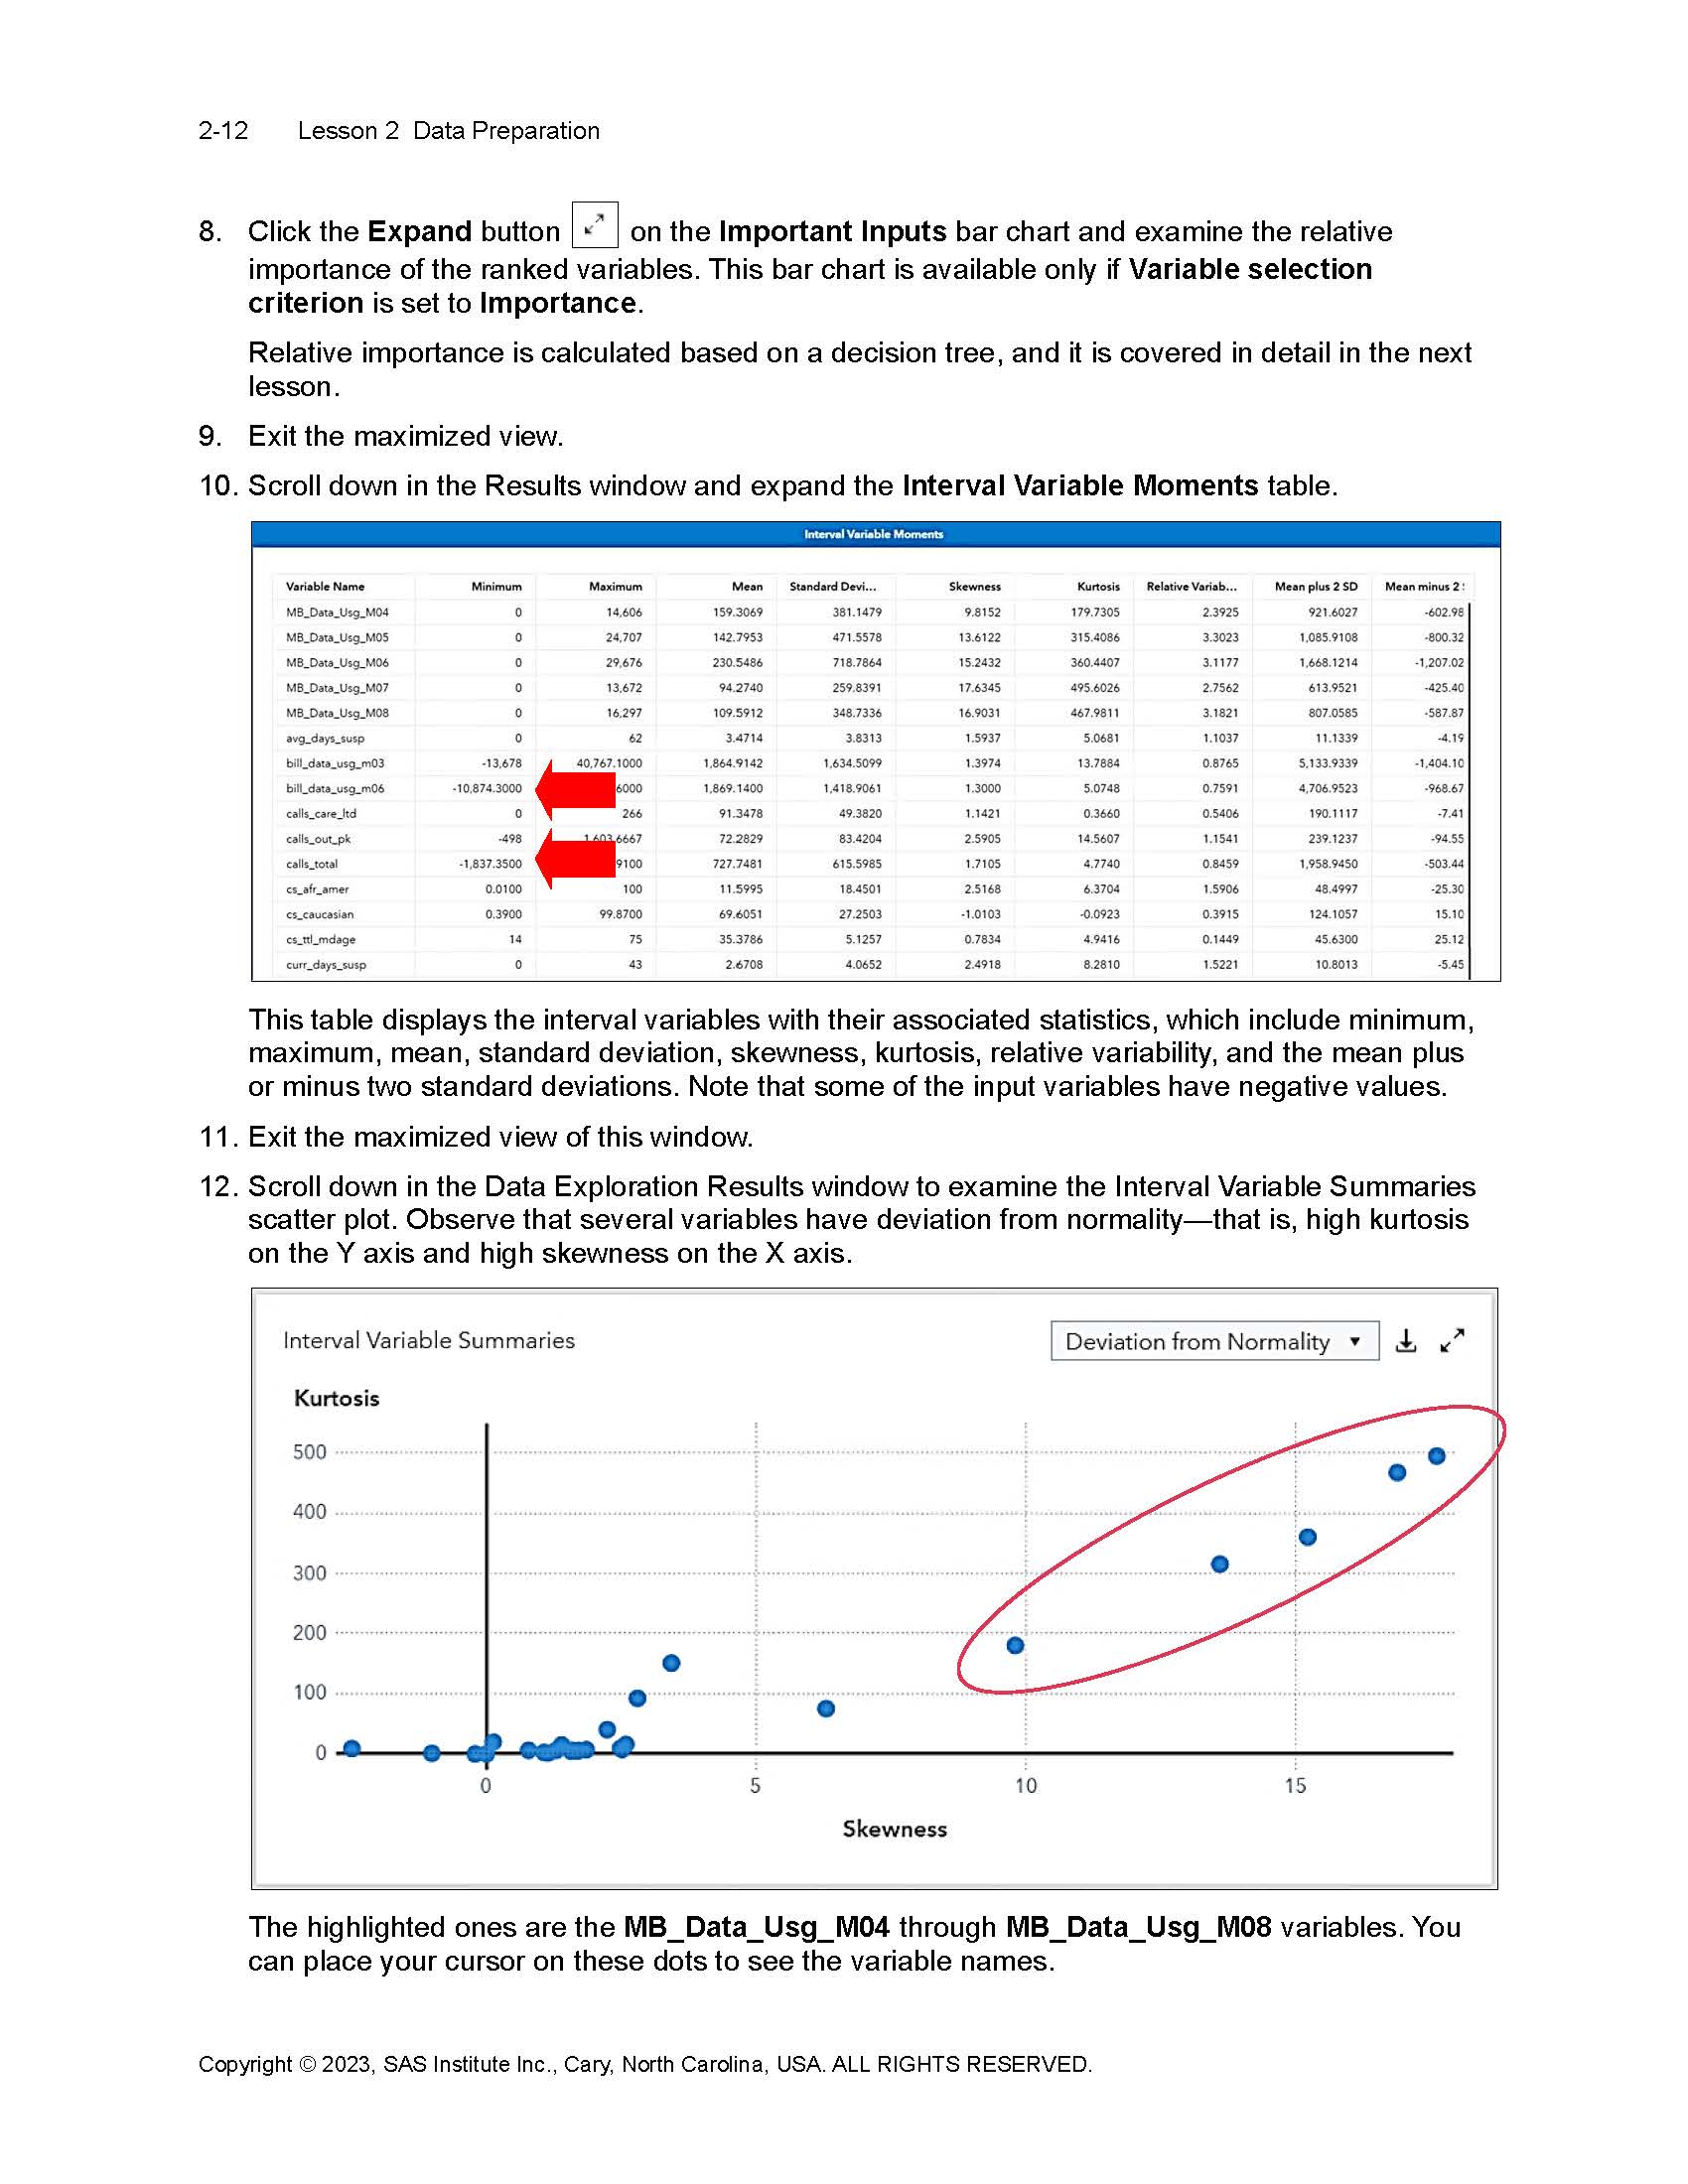 2-12 Lesson 2 Data Preparation
8. Click the Expand button on the Important Inputs bar chart and examine the relative
importance of the ranked variables. This bar chart is available only if Variable selection
criterion is set to Importance.
Relative importance is calculated based on a decision tree, and it is covered in detail in the next
lesson.
9. Exit the maximized view.
10. Scroll down in the Results window and expand the Interval Variable Moments table.
Interval Variable Moments
Variable Name Minimum Maximum Mean Standard Devi... Skewness Kurtosis Relative Variab... Mean plus 2 SD Mean minus 2
MB_Data_Usg_M04 0 14,606 159.3069 381.1479 9.8152 179.7305 2.3925 921.6027 -602.98
MB_Data_Usg_M05 0 24,707 142.7953 471.5578 13.6122 315.4086 3.3023 1,085.9108 -800.32
MB_Data_Usg_M06 0 29,676 230.5486 718.7864 15.2432 360.4407 3.1177 1,668.1214 -1,207.02
MB_Data_Usg_M07 0 13,672 94.2740 259.8391 17.6345 495.6026 2.7562 613.9521 -425.40
MB_Data_Usg_M08 0 16,297 109.5912 348.7336 16.9031 467.9811 3.1821 807.0585 -587.87
avg_days_susp 0 62 3.4714 3.8313 1.5937 5.0681 1.1037 11.1339 -4.19
bill_data_usg_m03 -13,678 40,767.1000 1,864.9142 1,634.5099 1.3974 13.7884 0.8765 5,133.9339 -1,404.10
bill_data_usg_m06 -10,874.3000 6000 1,869.1400 1,418.9061 1.3000 5.0748 0.7591 4,706.9523 -968.67
calls_care_ltd 0 266 91.3478 49.3820 1.1421 0.3660 0.5406 190.1117 -7.41
calls_out_pk -498 1,603.6667 72.2829 83.4204 2.5905 14.5607 1.1541 239.1237 -94.55
calls_total -1,837.3500 9100 727.7481 615.5985 1.7105 4.7740 0.8459 1,958.9450 -503.44
cs_afr_amer 0.0100 100 11.5995 18.4501 2.5168 6.3704 1.5906 48.4997 -25.30
cs_caucasian 0.3900 99.8700 69.6051 27.2503 -1.0103 -0.0923 0.3915 124.1057 15.10
cs_ttl_mdage 14 75 35.3786 5.1257 0.7834 4.9416 0.1449 45.6300 25.12
curr_days_susp 0 43 2.6708 4.0652 2.4918 8.2810 1.5221 10.8013 -5.45
This table displays the interval variables with their associated statistics, which include minimum,
maximum, mean, standard deviation, skewness, kurtosis, relative variability, and the mean plus
or minus two standard deviations. Note that some of the input variables have negative values.
11. Exit the maximized view of this window.
12. Scroll down in the Data Exploration Results window to examine the Interval Variable Summaries
scatter plot. Observe that several variables have deviation from normality—that is, high kurtosis
on the Y axis and high skewness on the X axis.
Interval Variable Summaries Deviation from Normality
Kurtosis
500
400
300
200
100
0
0 5 10 15
Skewness
The highlighted ones are the MB_Data_Usg_M04 through MB_Data_Usg_M08 variables. You
can place your cursor on these dots to see the variable names.
Copyright © 2023, SAS Institute Inc., Cary, North Carolina, USA. ALL RIGHTS RESERVED.